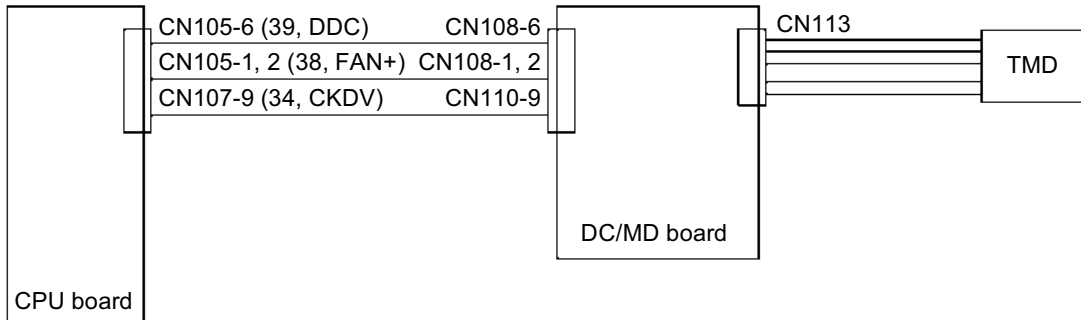 CN105-6 (39, DDC) CN108-6 CN113
CN105-1, 2 (38, FAN+) CN108-1, 2 TMD
CN107-9 (34, CKDV) CN110-9
DC/MD board
CPU board